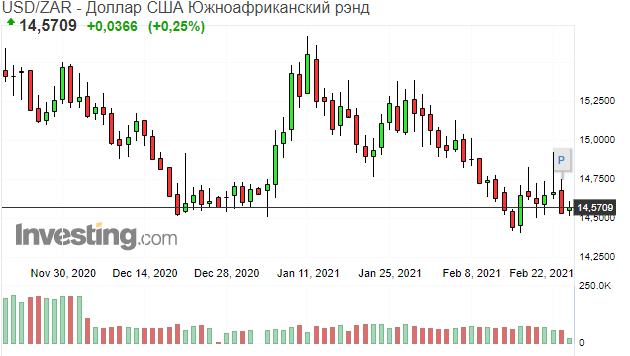 USD/ZAR - Доллар США Южноафриканский рэнд
14,5709 +0,0366 (+0,25%)
15,2500
15,0000
P
14,7500
14,5709
14,5000
Investing.com
14,2500
Nov 30, 2020 Dec 14, 2020 Dec 28, 2020 Jan 11, 2021 Jan 25, 2021 Feb 8, 2021 Feb 22, 2021
250.0K
0